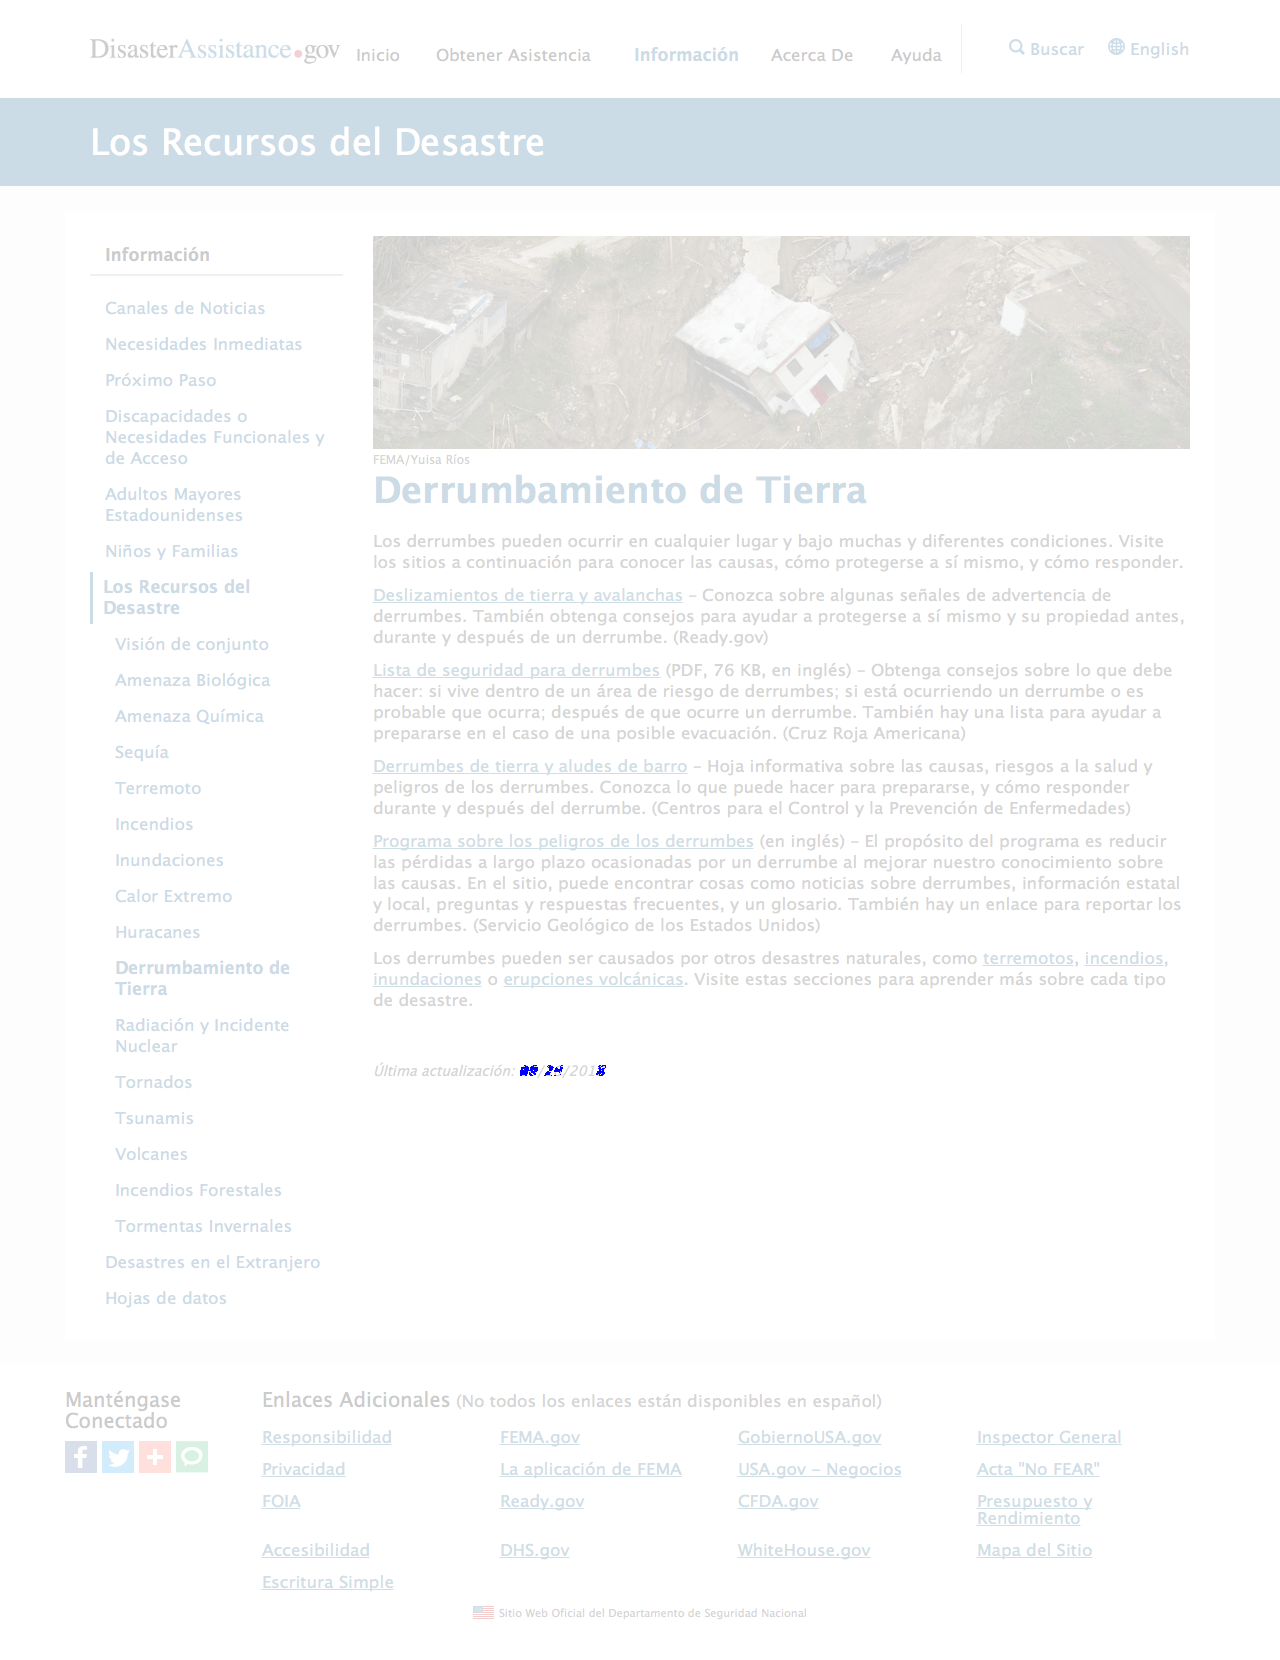 DisasterAssistance.gov
Inicio
Obtener Asistencia
Información
Acerca De
Ayuda
Buscar
English
Los Recursos del Desastre
Información
Canales de Noticias
Necesidades Inmediatas
Próximo Paso
Discapacidades o
Necesidades Funcionales y
de Acceso
Adultos Mayores
Estadounidenses
Niños y Familias
Los Recursos del
Desastre
Visión de conjunto
Amenaza Biológica
Amenaza Química
Sequía
Terremoto
Incendios
Inundaciones
Calor Extremo
Huracanes
Derrumbamiento de
Tierra
Radiación y Incidente
Nuclear
Tornados
Tsunamis
Volcanes
Incendios Forestales
Tormentas Invernales
Desastres en el Extranjero
Hojas de datos
FEMA/Yuisa Ríos
Derrumbamiento de Tierra
Los derrumbes pueden ocurrir en cualquier lugar y bajo muchas y diferentes condiciones. Visite
los sitios a continuación para conocer las causas, cómo protegerse a sí mismo, y cómo responder.
Deslizamientos de tierra y avalanchas – Conozca sobre algunas señales de advertencia de
derrumbes. También obtenga consejos para ayudar a protegerse a sí mismo y su propiedad antes,
durante y después de un derrumbe. (Ready.gov)
Lista de seguridad para derrumbes (PDF, 76 KB, en inglés) – Obtenga consejos sobre lo que debe
hacer: si vive dentro de un área de riesgo de derrumbes; si está ocurriendo un derrumbe o es
probable que ocurra; después de que ocurre un derrumbe. También hay una lista para ayudar a
prepararse en el caso de una posible evacuación. (Cruz Roja Americana)
Derrumbes de tierra y aludes de barro – Hoja informativa sobre las causas, riesgos a la salud y
peligros de los derrumbes. Conozca lo que puede hacer para prepararse, y cómo responder
durante y después del derrumbe. (Centros para el Control y la Prevención de Enfermedades)
Programa sobre los peligros de los derrumbes (en inglés) – El propósito del programa es reducir
las pérdidas a largo plazo ocasionadas por un derrumbe al mejorar nuestro conocimiento sobre
las causas. En el sitio, puede encontrar cosas como noticias sobre derrumbes, información estatal
y local, preguntas y respuestas frecuentes, y un glosario. También hay un enlace para reportar los
derrumbes. (Servicio Geológico de los Estados Unidos)
Los derrumbes pueden ser causados por otros desastres naturales, como terremotos, incendios,
inundaciones o erupciones volcánicas. Visite estas secciones para aprender más sobre cada tipo
de desastre.
Última actualización:
Manténgase
Conectado
Enlaces Adicionales (No todos los enlaces están disponibles en español)
Responsibilidad
FEMA.gov
GobiernoUSA.gov
Inspector General
Privacidad
La aplicación de FEMA
USA.gov - Negocios
Acta "No FEAR"
FOIA
Ready.gov
CFDA.gov
Presupuesto y
Rendimiento
Accesibilidad
DHS.gov
WhiteHouse.gov
Mapa del Sitio
Escritura Simple
Sitio Web Oficial del Departamento de Seguridad Nacional